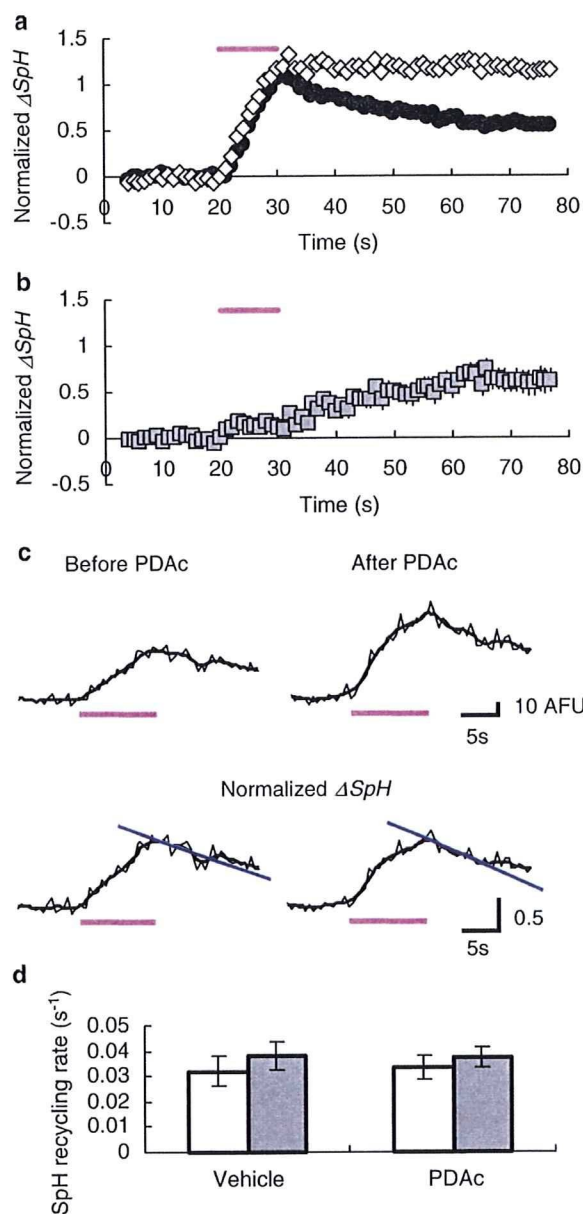 a
Normalized ΔSpH
1.5
1
0.5
0
-0.5
0 10 20 30 40 50 60 70 80
Time (s)
b
Normalized ΔSpH
1.5
1
0.5
0
-0.5
0 10 20 30 40 50 60 70 80
Time (s)
c
Before PDAc
After PDAc
10 AFU
5s
Normalized ΔSpH
0.5
5s
d
SpH recycling rate (s⁻¹)
0.05
0.04
0.03
0.02
0.01
0
Vehicle
PDAc